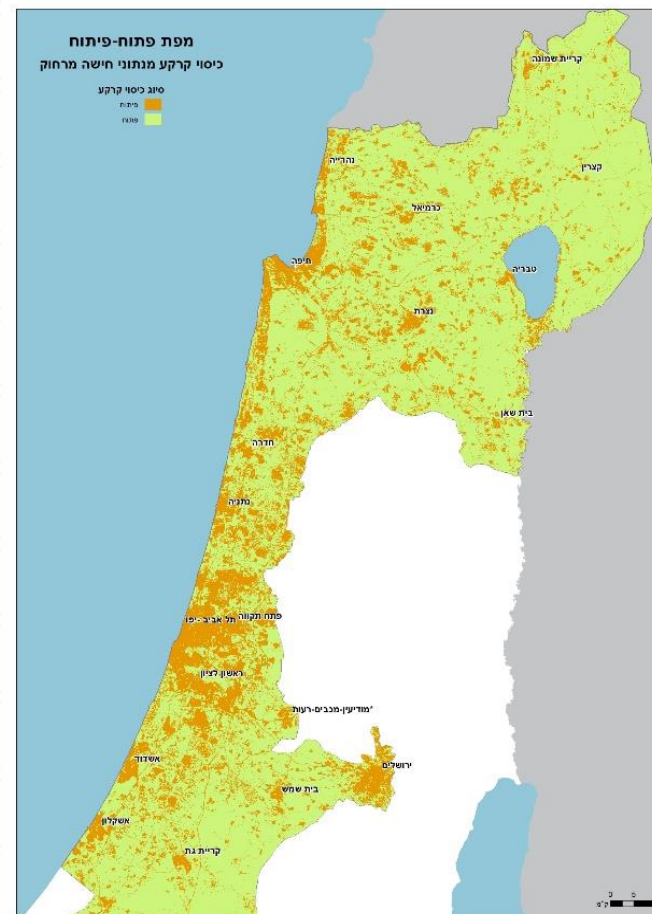 מפת פתוח-פיתוח
כיסוי קרקע מנתוני חישה מרחוק
סיווג כיסוי קרקע
פיתוח
פתוח
קריית שמונה
נהרייה
קצרין
כרמיאל
חיפה
טבריה
נצרת
בית שאן
חדרה
נתניה
פתח תקווה
תל אביב -יפו
ראשון לציון
מודיעין-מכבים-רעות*
ירושלים
אשדוד
בית שמש
אשקלון
קריית גת
0 5
ק"מ